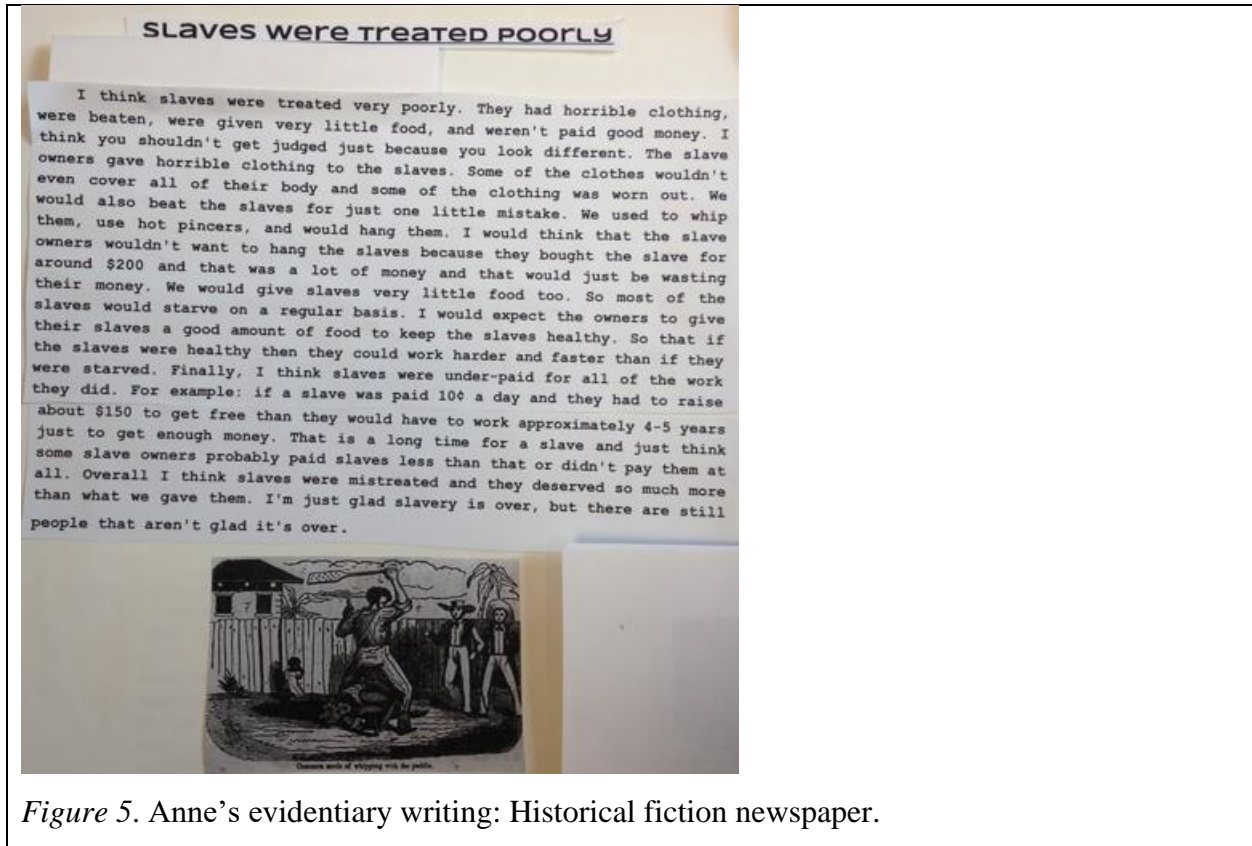 SLaves were Treated Poorly
I think slaves were treated very poorly. They had horrible clothing,
were beaten, were given very little food, and weren't paid good money. I
think you shouldn't get judged just because you look different. The slave
owners gave horrible clothing to the slaves. Some of the clothes wouldn't
even cover all of their body and some of the clothing was worn out. We
would also beat the slaves for just one little mistake. We used to whip
them, use hot pincers, and would hang them. I would think that the slave
owners wouldn't want to hang the slaves because they bought the slave for
around $200 and that was a lot of money and that would just be wasting
their money. We would give slaves very little food too. So most of the
slaves would starve on a regular basis. I would expect the owners to give
their slaves a good amount of food to keep the slaves healthy. So that if
the slaves were healthy then they could work harder and faster than if they
were starved. Finally, I think slaves were under-paid for all of the work
they did. For example: if a slave was paid 10¢ a day and they had to raise
about $150 to get free than they would have to work approximately 4-5 years
just to get enough money. That is a long time for a slave and just think
some slave owners probably paid slaves less than that or didn't pay them at
all. Overall I think slaves were mistreated and they deserved so much more
than what we gave them. I'm just glad slavery is over, but there are still
people that aren't glad it's over.
Common mode of whipping with the paddle.
Figure 5. Anne's evidentiary writing: Historical fiction newspaper.